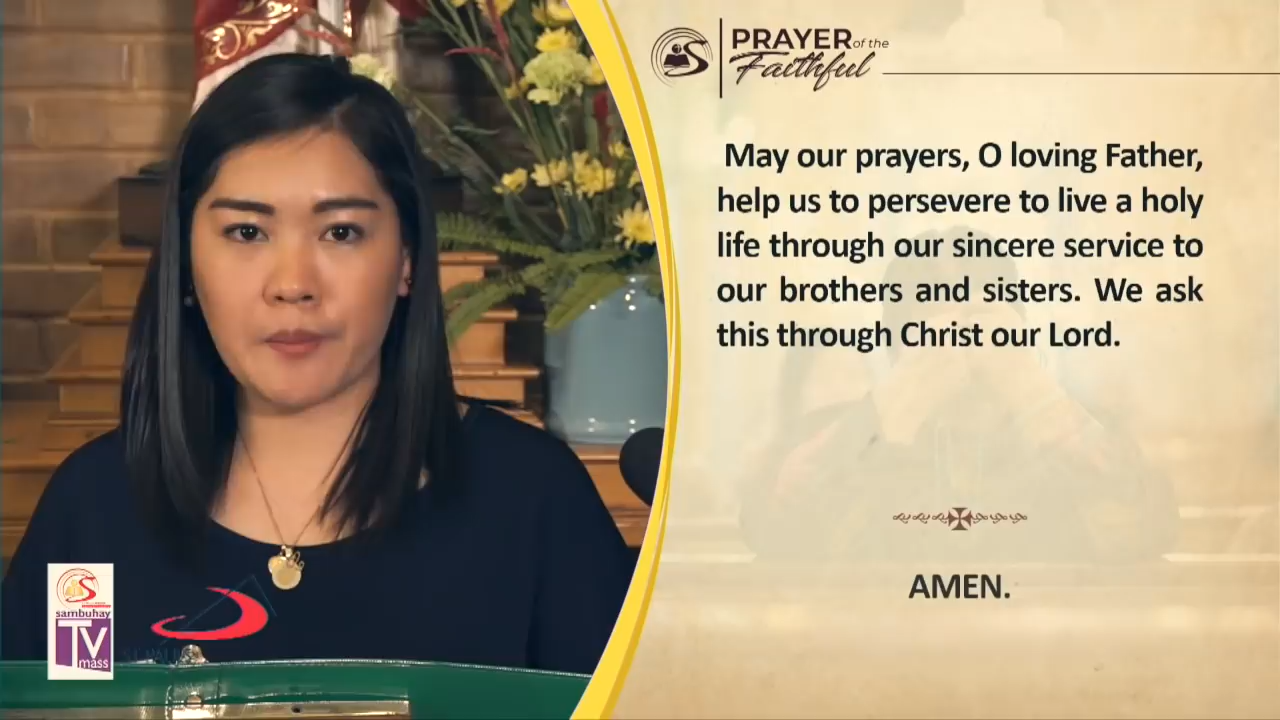 PRAYER of the
Faithful
May our prayers, O loving Father,
help us to persevere to live a holy
life through our sincere service to
our brothers and sisters. We ask
this through Christ our Lord.
AMEN.
sambuhay
TV
mass